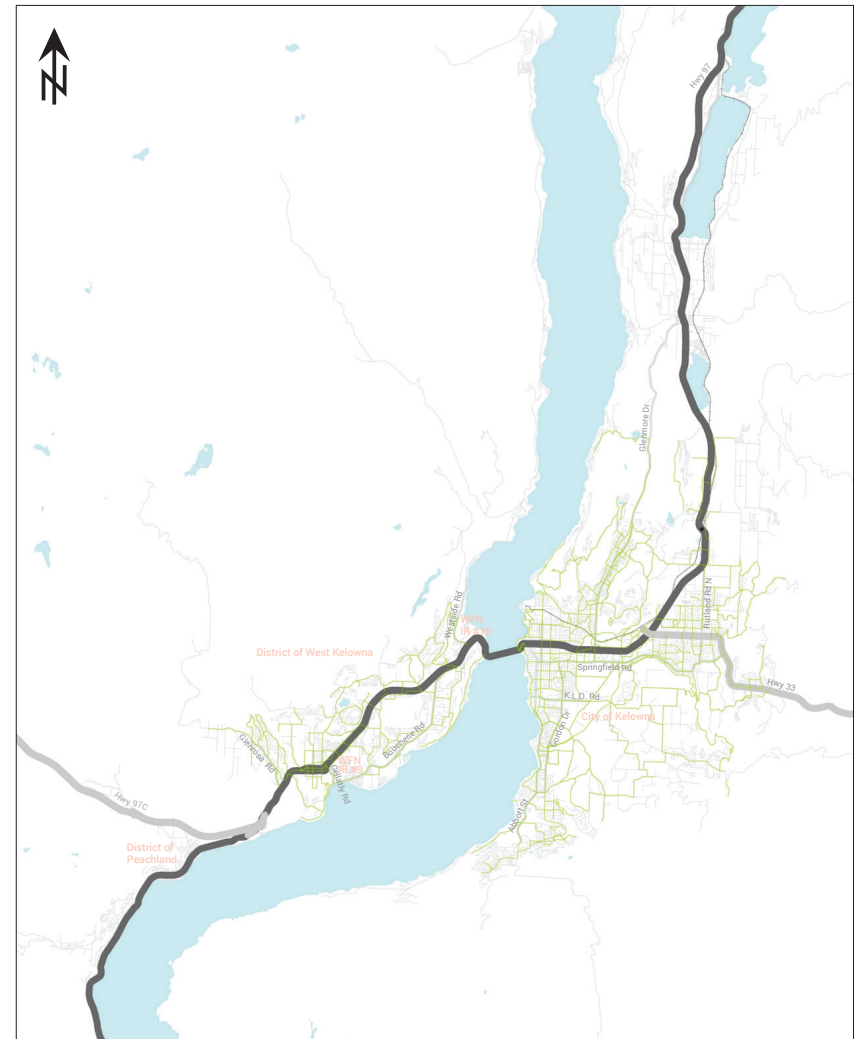 N
Hwy 97
Glenmore Dr
Rutland Rd N
Westside Rd
WFN
IR #10
District of West Kelowna
Springfield Rd
Hwy 33
K.L.O. Rd
City of Kelowna
Gordon Dr
Boucherie Rd
Glenrosa Rd
WFN
IR #9
Gellatly Rd
Hwy 97C
Abbott St
District of
Peachland